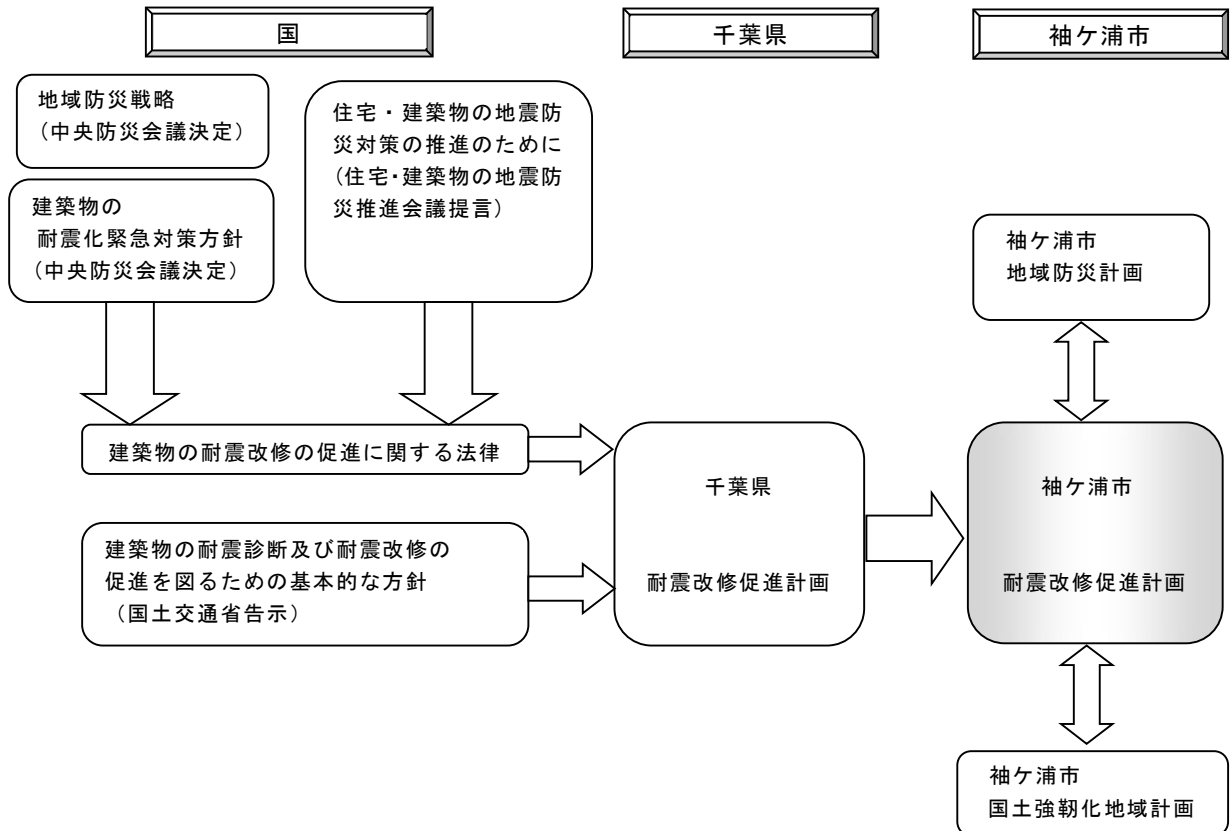 国
千葉県
袖ケ浦市
地域防災戦略
（中央防災会議決定）
住宅・建築物の地震防
災対策の推進のために
（住宅・建築物の地震防
災推進会議提言）
建築物の
耐震化緊急対策方針
（中央防災会議決定）
袖ケ浦市
地域防災計画
建築物の耐震改修の促進に関する法律
千葉県
耐震改修促進計画
袖ケ浦市
耐震改修促進計画
建築物の耐震診断及び耐震改修の
促進を図るための基本的な方針
（国土交通省告示）
袖ケ浦市
国土強靭化地域計画